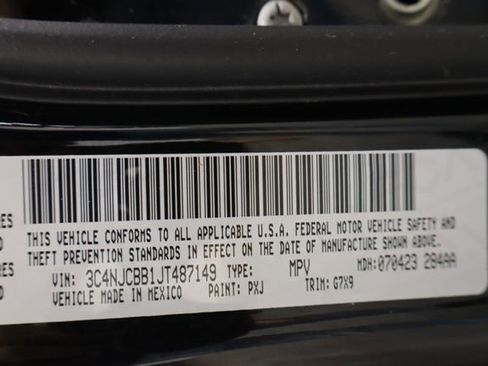 THIS VEHICLE CONFORMS TO ALL APPLICABLE U.S.A. FEDERAL MOTOR VEHICLE SAFETY AND
THEFT PREVENTION STANDARDS IN EFFECT ON THE DATE OF MANUFACTURE SHOWN ABOVE.
VIN: 3C4NJCBB1JT487149 TYPE: MPV MDH:070423 284AA
VEHICLE MADE IN MEXICO PAINT: PXJ TRIM: G7X9